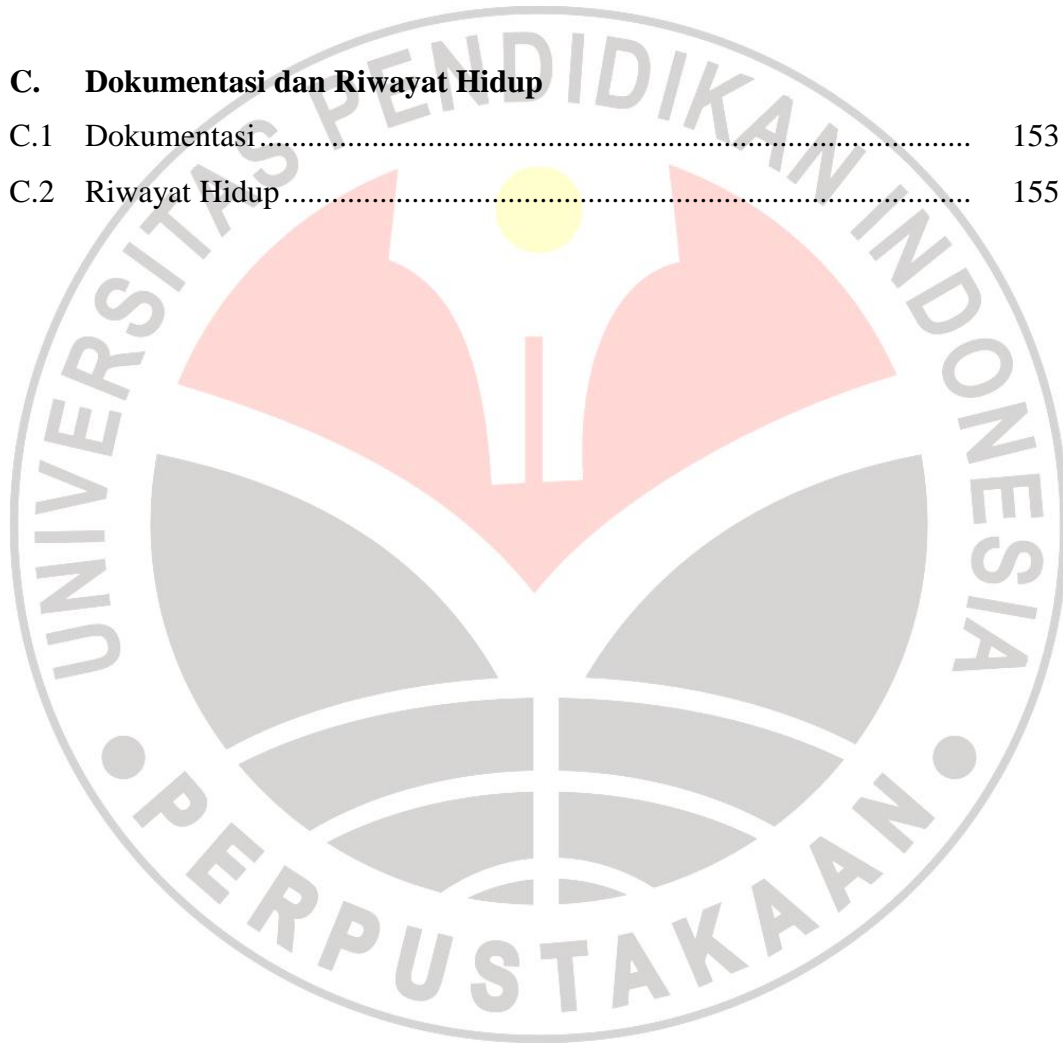 C. Dokumentasi dan Riwayat Hidup
C.1 Dokumentasi........................................................................... 153
C.2 Riwayat Hidup........................................................................ 155
UNIVERSITAS PENDIDIKAN INDONESIA
PERPUSTAKAAN